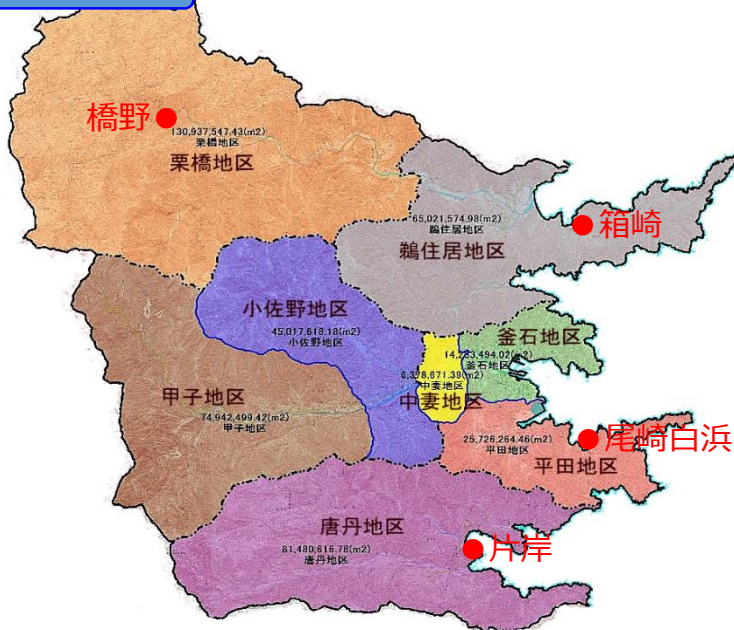 橋野
130,937,547.43(m2)
栗橋地区
栗橋地区
65,021,574.98(m2)
鵜住居地区
鵜住居地区
箱崎
小佐野地区
45,017,618.18(m2)
小佐野地区
釜石地区
14,283,494.02(m2)
釜石地区
6,378,671.39(m2)
中妻地区
中妻地区
甲子地区
74,942,499.42(m2)
甲子地区
25,726,264.46(m2)
平田地区
平田地区
尾崎白浜
唐丹地区
81,480,616.78(m2)
唐丹地区
片岸